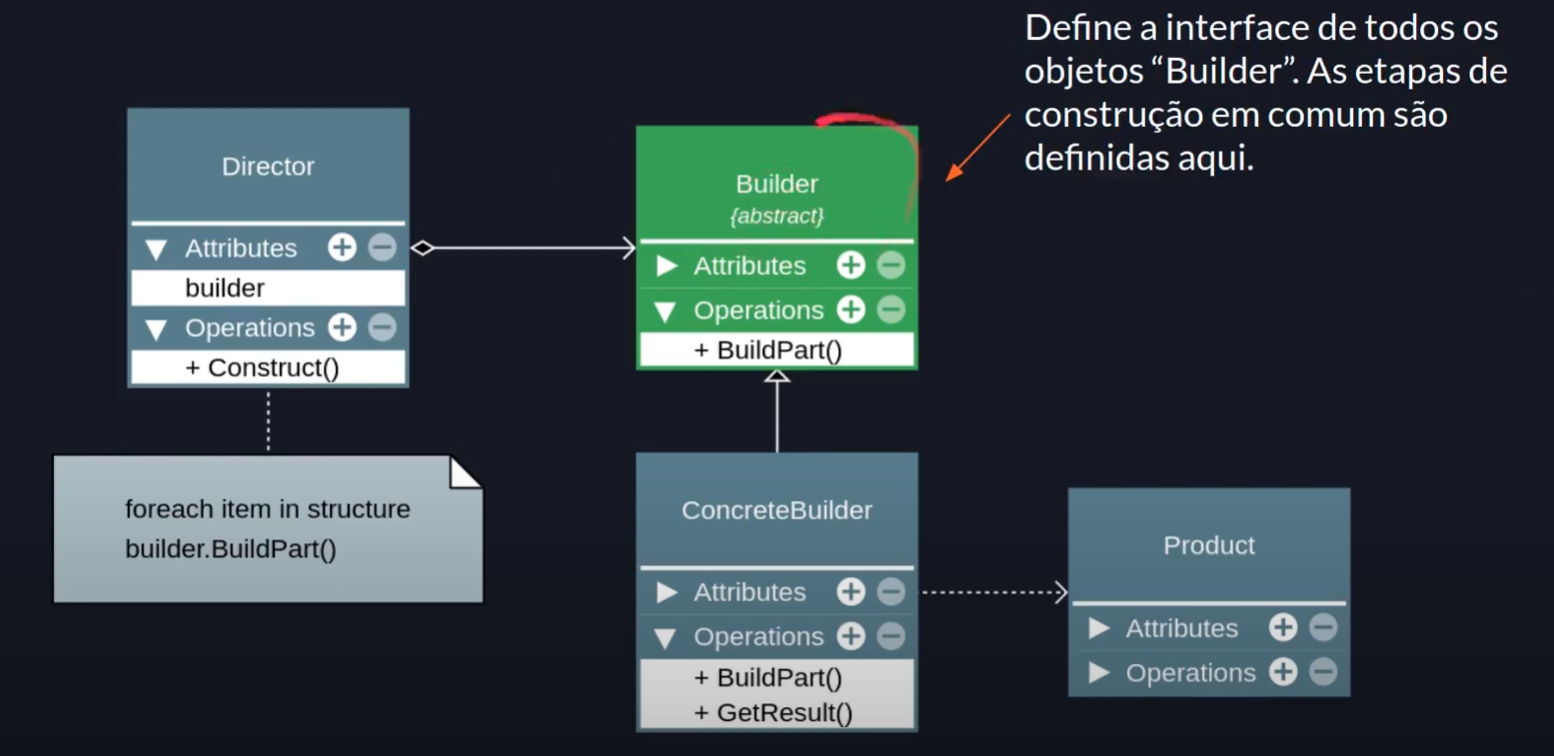 Define a interface de todos os
objetos “Builder”. As etapas de
construção em comum são
definidas aqui.
Director
Attributes
builder
Operations
+ Construct()
foreach item in structure
builder.BuildPart()
Builder
{abstract}
Attributes
Operations
+ BuildPart()
ConcreteBuilder
Attributes
Operations
+ BuildPart()
+ GetResult()
Product
Attributes
Operations